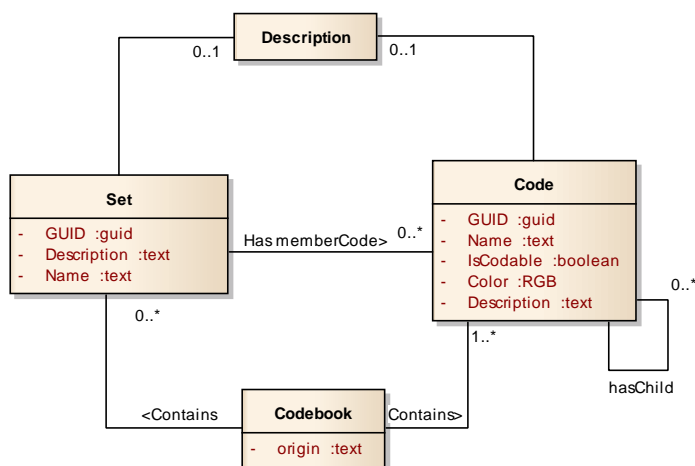 Description
0..1
0..1
Set
- GUID :guid
- Description :text
- Name :text
Has memberCode>
0..*
Code
- GUID :guid
- Name :text
- IsCodable :boolean
- Color :RGB
- Description :text
0..*
hasChild
0..*
1..*
<Contains
Codebook
- origin :text
Contains>